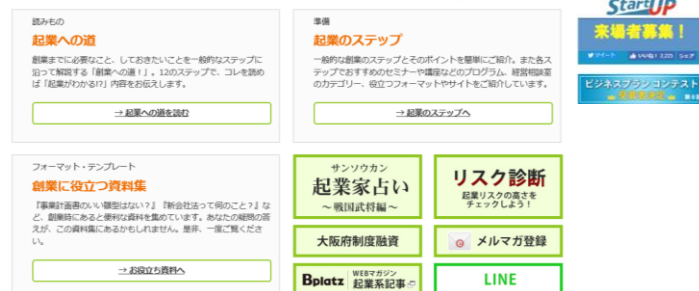 読みもの
起業への道
創業までに必要なこと、しておきたいことを一般的なステップに
沿って解説する「創業への道！」。12のステップで、コレを読め
ば「起業がわかる!?」内容をお伝えします。
→ 起業への道を読む
準備
起業のステップ
一般的な創業のステップとそのポイントを簡単にご紹介。また各ス
テップでおすすめのセミナーや講座などのプログラム、経営相談室
のカテゴリー、役立つフォーマットやサイトをご紹介しています。
→ 起業のステップへ
フォーマット・テンプレート
創業に役立つ資料集
『事業計画書のいい雛型はない？』『新会社法って何のこと？』な
ど、創業時にあると便利な資料を集めています。あなたの疑問の答
えが、この資料集にあるかもしれません。是非、一度ご覧くださ
い。
→ お役立ち資料へ
サンソウカン
起業家占い
～戦国武将編～
リスク診断
起業リスクの高さを
チェックしよう！
大阪府制度融資
メルマガ登録
Bplatz
WEBマガジン
起業系記事
LINE
StartUP
来場者募集！
ツイート
いいね！
シェア
ビジネスプランコンテスト